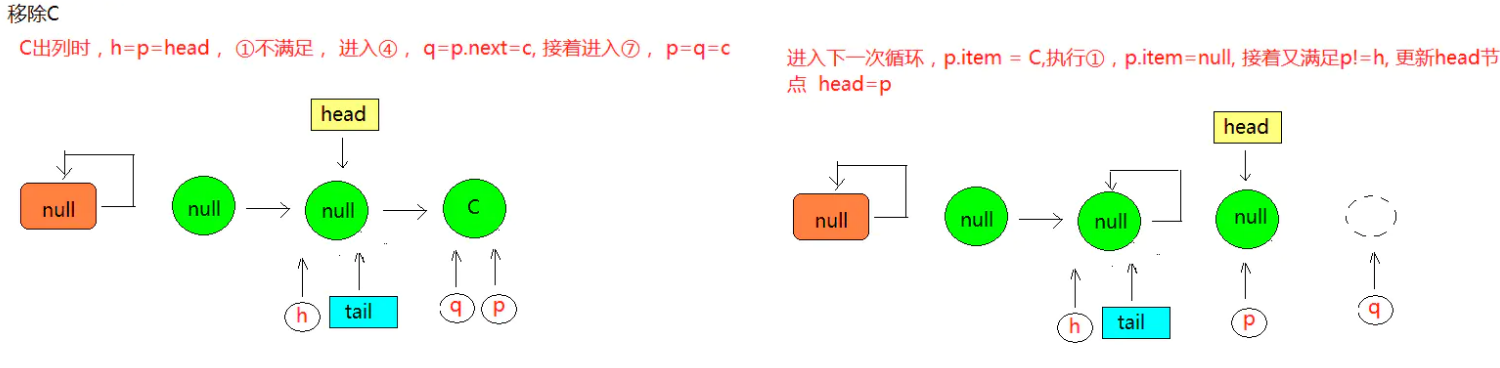 移除C
C出列时，h=p=head， ①不满足， 进入④， q=p.next=c, 接着进入⑦， p=q=c
head
null
null
null
C
h
tail
q
p
进入下一次循环，p.item = C,执行①，p.item=null, 接着又满足p!=h, 更新head节
点 head=p
head
null
null
null
null
h
tail
p
q